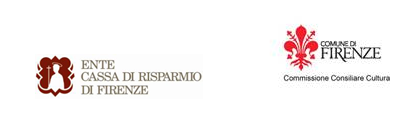 ENTE
CASSA DI RISPARMIO
DI FIRENZE
COMUNE DI
FIRENZE
Commissione Consiliare Cultura